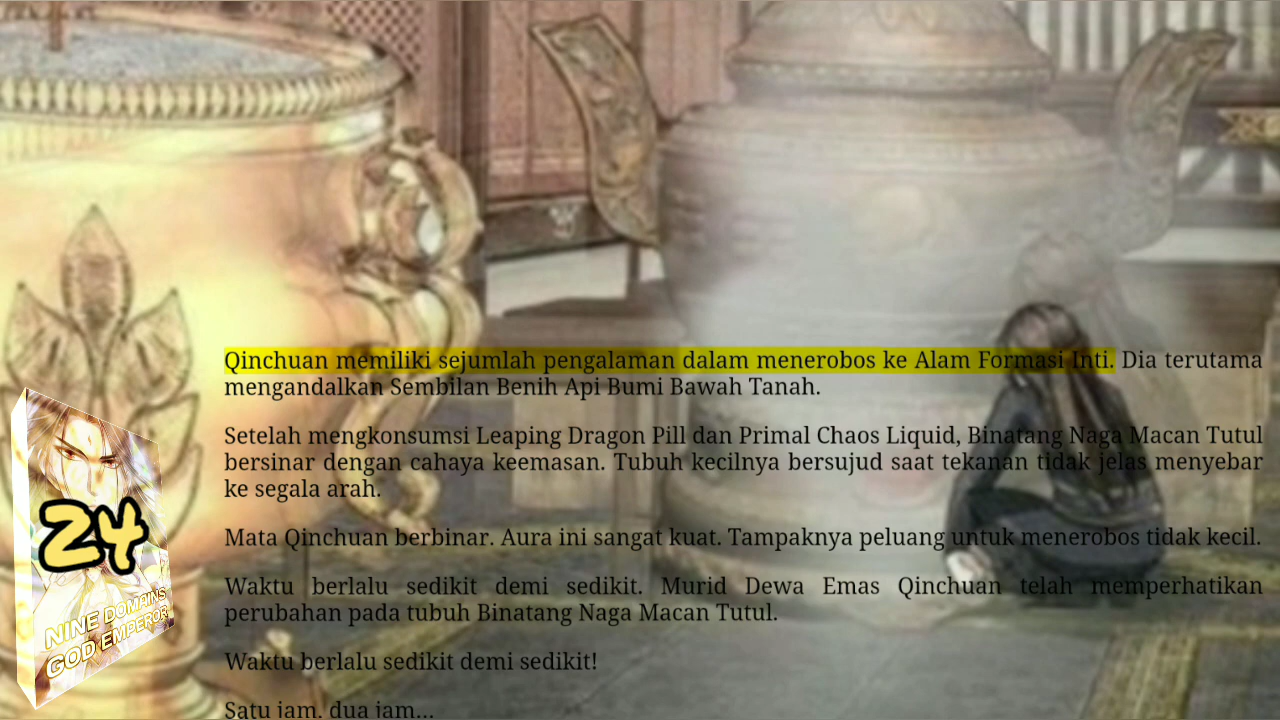 Qinchuan memiliki sejumlah pengalaman dalam menerobos ke Alam Formasi Inti. Dia terutama
mengandalkan Sembilan Benih Api Bumi Bawah Tanah.
Setelah mengkonsumsi Leaping Dragon Pill dan Primal Chaos Liquid, Binatang Naga Macan Tutul
bersinar dengan cahaya keemasan. Tubuh kecilnya bersujud saat tekanan tidak jelas menyebar
ke segala arah.
Mata Qinchuan berbinar. Aura ini sangat kuat. Tampaknya peluang untuk menerobos tidak kecil.
Waktu berlalu sedikit demi sedikit. Murid Dewa Emas Qinchuan telah memperhatikan
perubahan pada tubuh Binatang Naga Macan Tutul.
Waktu berlalu sedikit demi sedikit!
Satu jam, dua jam...
24
NINE DOMAINS
GOD EMPEROR